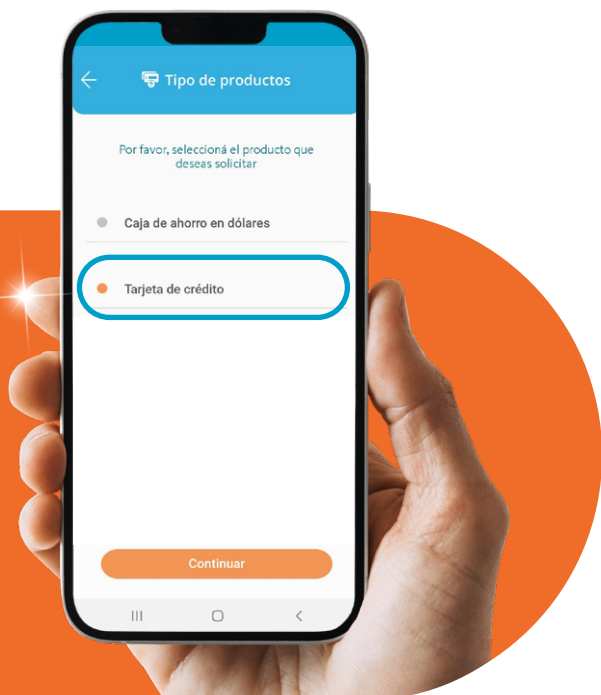 Tipo de productos
Por favor, seleccioná el producto que
deseas solicitar
Caja de ahorro en dólares
Tarjeta de crédito
Continuar